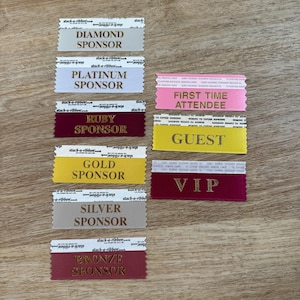 DIAMOND
SPONSOR
PLATINUM
SPONSOR
RUBY
SPONSOR
GOLD
SPONSOR
SILVER
SPONSOR
BRONZE
SPONSOR
FIRST TIME
ATTENDEE
GUEST
VIP